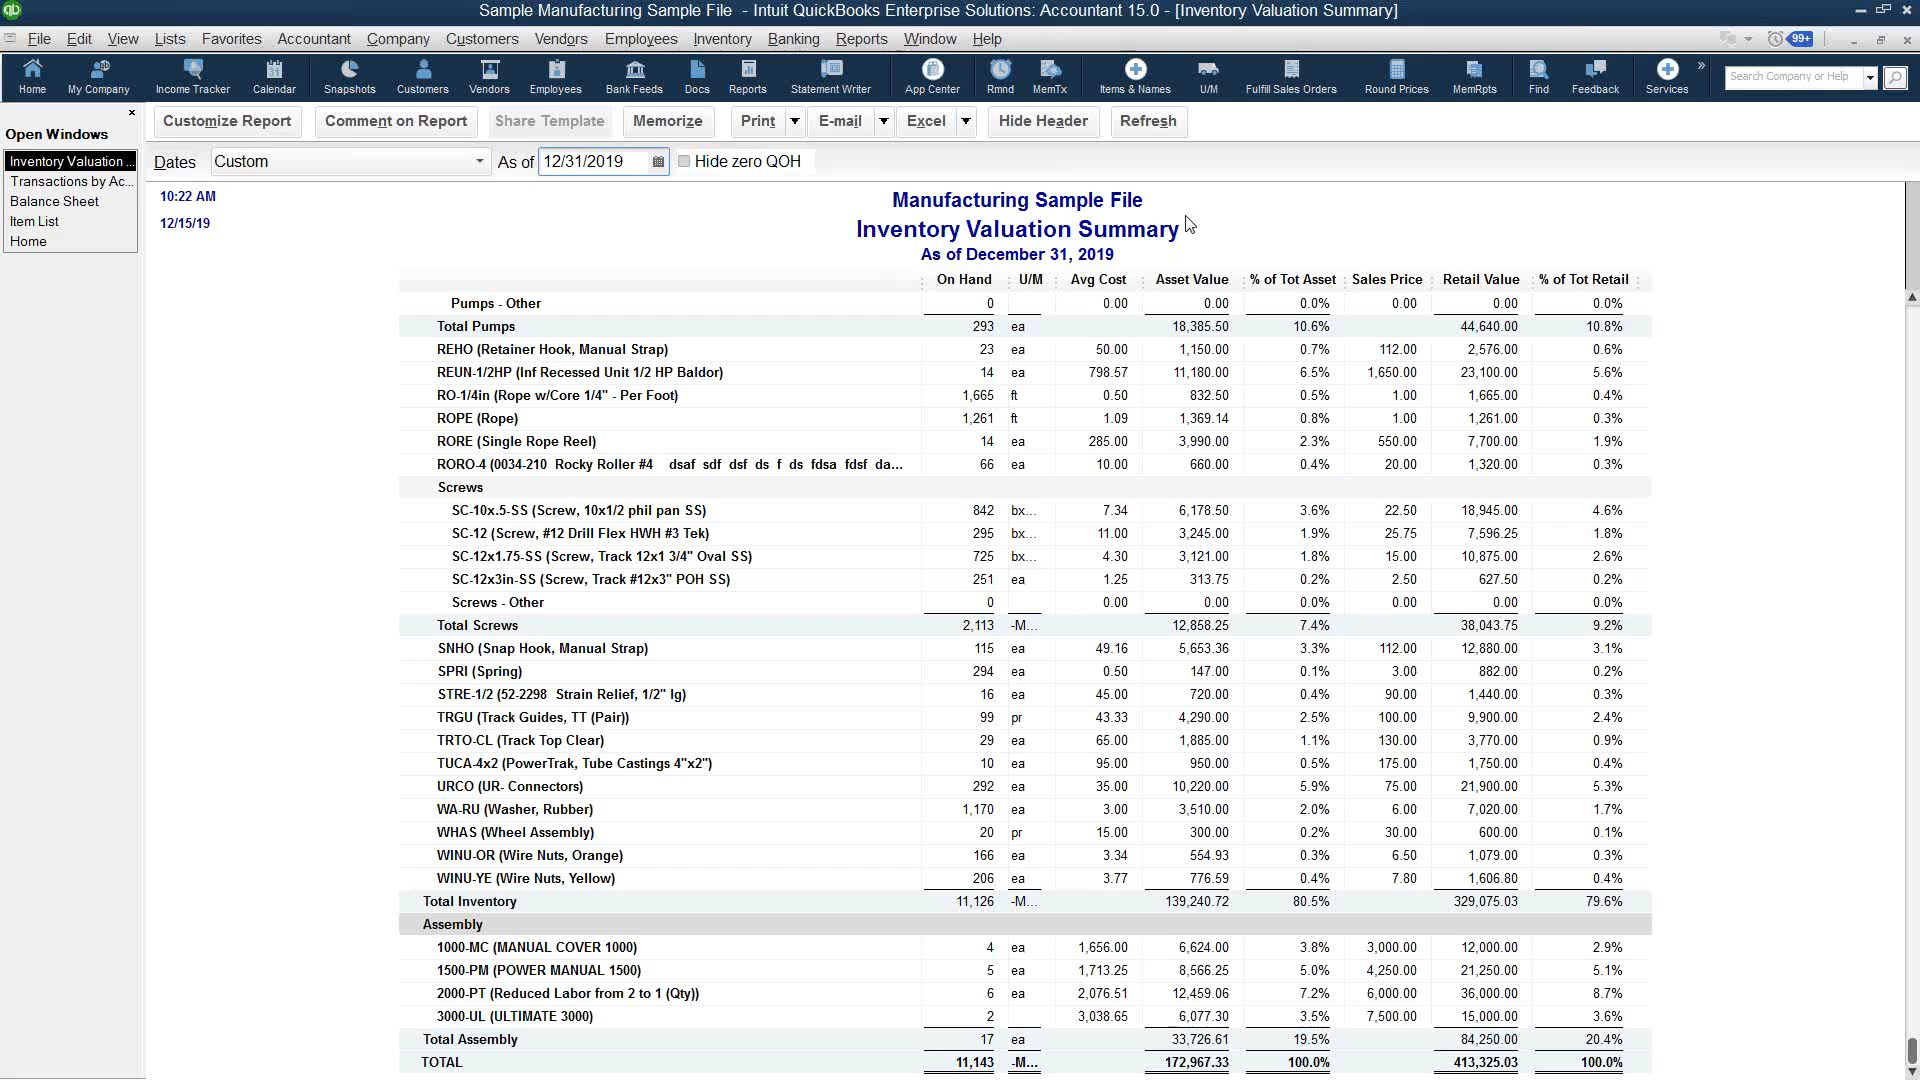 Sample Manufacturing Sample File - Intuit QuickBooks Enterprise Solutions: Accountant 15.0 - [Inventory Valuation Summary]
File Edit View Lists Favorites Accountant Company Customers Vendors Employees Inventory Banking Reports Window Help 99+
Home My Company Income Tracker Calendar Snapshots Customers Vendors Employees Bank Feeds Docs Reports Statement Writer App Center Rmnd MemTx Items & Names U/M Fulfill Sales Orders Round Prices MemRpts Find Feedback Services » Search Company or Help
Customize Report Comment on Report Share Template Memorize Print E-mail Excel Hide Header Refresh
Open Windows
Inventory Valuation ...
Transactions by Ac...
Balance Sheet
Item List
Home
Dates Custom As of 12/31/2019 Hide zero QOH
10:22 AM
12/15/19
Manufacturing Sample File
Inventory Valuation Summary
As of December 31, 2019
On Hand U/M Avg Cost Asset Value % of Tot Asset Sales Price Retail Value % of Tot Retail
Pumps - Other 0 0.00 0.00 0.0% 0.00 0.00 0.0%
Total Pumps 293 ea 18,385.50 10.6% 44,640.00 10.8%
REHO (Retainer Hook, Manual Strap) 23 ea 50.00 1,150.00 0.7% 112.00 2,576.00 0.6%
REUN-1/2HP (Inf Recessed Unit 1/2 HP Baldor) 14 ea 798.57 11,180.00 6.5% 1,650.00 23,100.00 5.6%
RO-1/4in (Rope w/Core 1/4" - Per Foot) 1,665 ft 0.50 832.50 0.5% 1.00 1,665.00 0.4%
ROPE (Rope) 1,261 ft 1.09 1,369.14 0.8% 1.00 1,261.00 0.3%
RORE (Single Rope Reel) 14 ea 285.00 3,990.00 2.3% 550.00 7,700.00 1.9%
RORO-4 (0034-210 Rocky Roller #4 dsaf sdf dsf ds f ds fdsa fdsf da... 66 ea 10.00 660.00 0.4% 20.00 1,320.00 0.3%
Screws
SC-10x.5-SS (Screw, 10x1/2 phil pan SS) 842 bx... 7.34 6,178.50 3.6% 22.50 18,945.00 4.6%
SC-12 (Screw, #12 Drill Flex HWH #3 Tek) 295 bx... 11.00 3,245.00 1.9% 25.75 7,596.25 1.8%
SC-12x1.75-SS (Screw, Track 12x1 3/4" Oval SS) 725 bx... 4.30 3,121.00 1.8% 15.00 10,875.00 2.6%
SC-12x3in-SS (Screw, Track #12x3" POH SS) 251 ea 1.25 313.75 0.2% 2.50 627.50 0.2%
Screws - Other 0 0.00 0.00 0.0% 0.00 0.00 0.0%
Total Screws 2,113 -M... 12,858.25 7.4% 38,043.75 9.2%
SNHO (Snap Hook, Manual Strap) 115 ea 49.16 5,653.36 3.3% 112.00 12,880.00 3.1%
SPRI (Spring) 294 ea 0.50 147.00 0.1% 3.00 882.00 0.2%
STRE-1/2 (52-2298 Strain Relief, 1/2" lg) 16 ea 45.00 720.00 0.4% 90.00 1,440.00 0.3%
TRGU (Track Guides, TT (Pair)) 99 pr 43.33 4,290.00 2.5% 100.00 9,900.00 2.4%
TRTO-CL (Track Top Clear) 29 ea 65.00 1,885.00 1.1% 130.00 3,770.00 0.9%
TUCA-4x2 (PowerTrak, Tube Castings 4"x2") 10 ea 95.00 950.00 0.5% 175.00 1,750.00 0.4%
URCO (UR- Connectors) 292 ea 35.00 10,220.00 5.9% 75.00 21,900.00 5.3%
WA-RU (Washer, Rubber) 1,170 ea 3.00 3,510.00 2.0% 6.00 7,020.00 1.7%
WHAS (Wheel Assembly) 20 pr 15.00 300.00 0.2% 30.00 600.00 0.1%
WINU-OR (Wire Nuts, Orange) 166 ea 3.34 554.93 0.3% 6.50 1,079.00 0.3%
WINU-YE (Wire Nuts, Yellow) 206 ea 3.77 776.59 0.4% 7.80 1,606.80 0.4%
Total Inventory 11,126 -M... 139,240.72 80.5% 329,075.03 79.6%
Assembly
1000-MC (MANUAL COVER 1000) 4 ea 1,656.00 6,624.00 3.8% 3,000.00 12,000.00 2.9%
1500-PM (POWER MANUAL 1500) 5 ea 1,713.25 8,566.25 5.0% 4,250.00 21,250.00 5.1%
2000-PT (Reduced Labor from 2 to 1 (Qty)) 6 ea 2,076.51 12,459.06 7.2% 6,000.00 36,000.00 8.7%
3000-UL (ULTIMATE 3000) 2 3,038.65 6,077.30 3.5% 7,500.00 15,000.00 3.6%
Total Assembly 17 ea 33,726.61 19.5% 84,250.00 20.4%
TOTAL 11,143 -M... 172,967.33 100.0% 413,325.03 100.0%